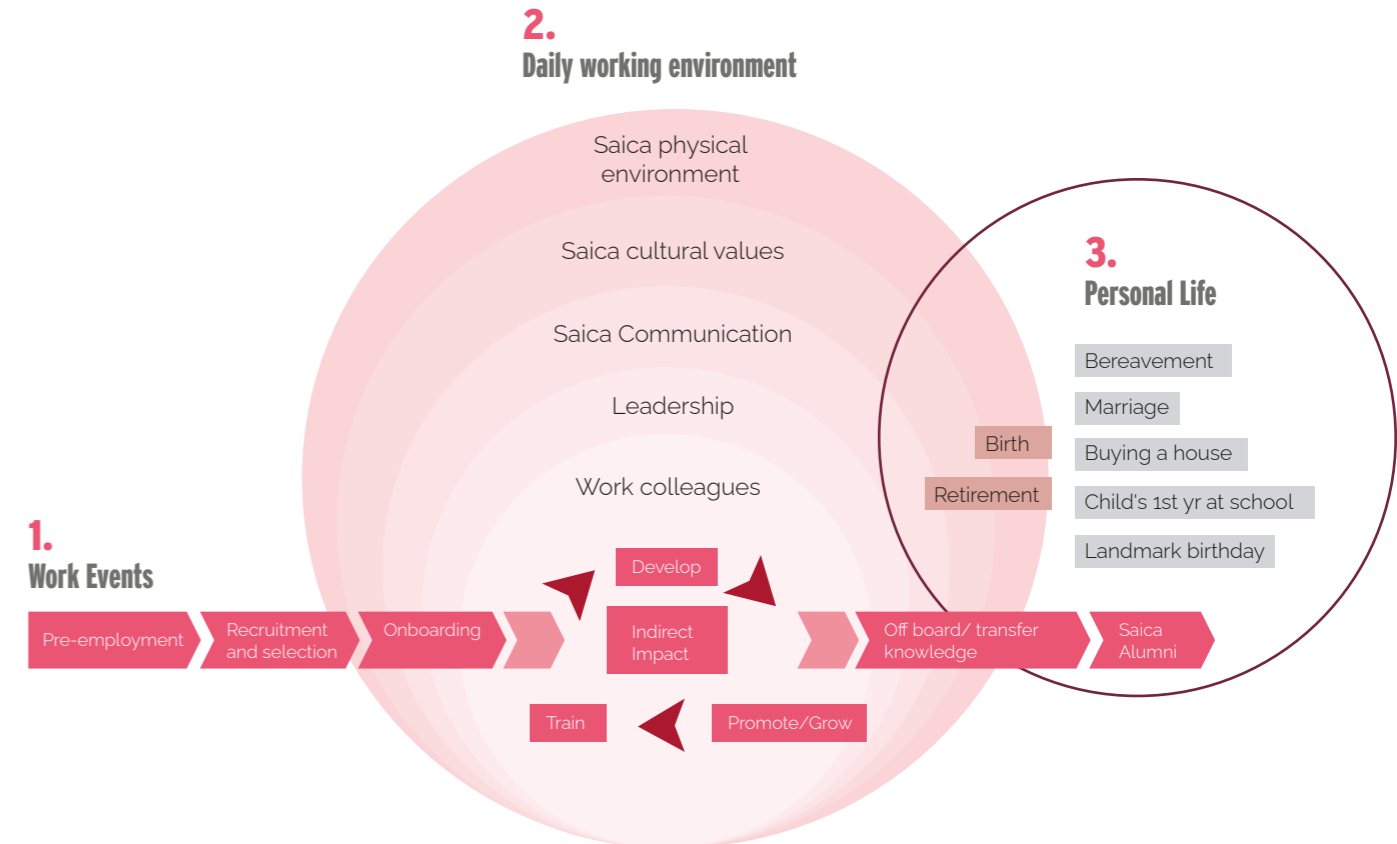 2.
Daily working environment
Saica physical
environment
Saica cultural values
Saica Communication
Leadership
Work colleagues
3.
Personal Life
Bereavement
Marriage
Birth
Buying a house
Retirement
Child's 1st yr at school
Landmark birthday
1.
Work Events
Pre-employment
Recruitment
and selection
Onboarding
Develop
Indirect
Impact
Train
Promote/Grow
Off board/ transfer
knowledge
Saica
Alumni